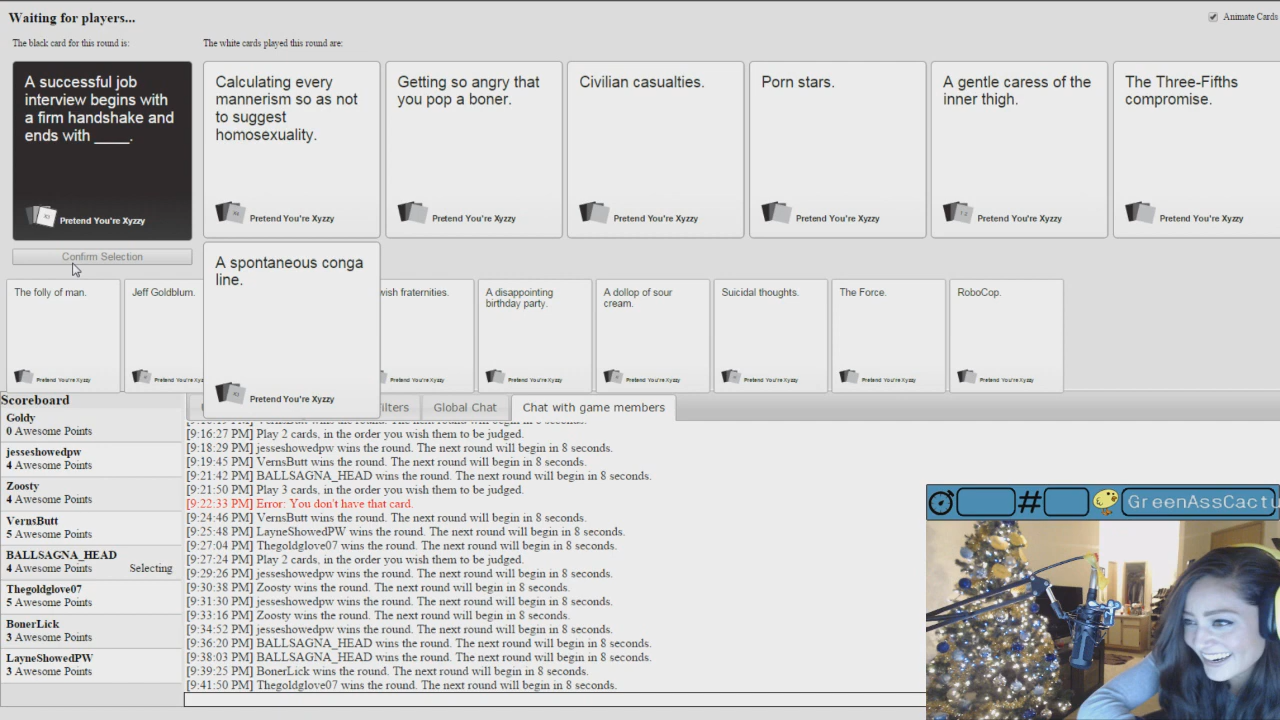 Waiting for players...
Animate Cards
The black card for this round is:
The white cards played this round are:
A successful job
interview begins with
a firm handshake and
ends with ____.
Pretend You're Xyzzy
Calculating every
mannerism so as not
to suggest
homosexuality.
Pretend You're Xyzzy
Getting so angry that
you pop a boner.
Pretend You're Xyzzy
Civilian casualties.
Pretend You're Xyzzy
Porn stars.
Pretend You're Xyzzy
A gentle caress of the
inner thigh.
Pretend You're Xyzzy
The Three-Fifths
compromise.
Pretend You're Xyzzy
Confirm Selection
A spontaneous conga
line.
Pretend You're Xyzzy
The folly of man.
Pretend You're Xyzzy
Jeff Goldblum.
Pretend You're Xy
wish fraternities.
Pretend You're Xyzzy
A disappointing
birthday party.
Pretend You're Xyzzy
A dollop of sour
cream.
Pretend You're Xyzzy
Suicidal thoughts.
Pretend You're Xyzzy
The Force.
Pretend You're Xyzzy
RoboCop.
Pretend You're Xyzzy
Scoreboard
Goldy
0 Awesome Points
jesseshowedpw
4 Awesome Points
Zoosty
4 Awesome Points
VernsButt
5 Awesome Points
BALLSAGNA_HEAD
4 Awesome Points Selecting
Thegoldglove07
5 Awesome Points
BonerLick
3 Awesome Points
LayneShowedPW
3 Awesome Points
ilters
Global Chat
Chat with game members
[9:16:27 PM] Play 2 cards, in the order you wish them to be judged.
[9:18:29 PM] jesseshowedpw wins the round. The next round will begin in 8 seconds.
[9:19:45 PM] VernsButt wins the round. The next round will begin in 8 seconds.
[9:21:42 PM] BALLSAGNA_HEAD wins the round. The next round will begin in 8 seconds.
[9:21:50 PM] Play 3 cards, in the order you wish them to be judged.
[9:22:33 PM] Error: You don't have that card.
[9:24:46 PM] VernsButt wins the round. The next round will begin in 8 seconds.
[9:25:48 PM] LayneShowedPW wins the round. The next round will begin in 8 seconds.
[9:27:04 PM] Thegoldglove07 wins the round. The next round will begin in 8 seconds.
[9:27:24 PM] Play 2 cards, in the order you wish them to be judged.
[9:29:26 PM] jesseshowedpw wins the round. The next round will begin in 8 seconds.
[9:30:38 PM] Zoosty wins the round. The next round will begin in 8 seconds.
[9:31:30 PM] jesseshowedpw wins the round. The next round will begin in 8 seconds.
[9:33:16 PM] Zoosty wins the round. The next round will begin in 8 seconds.
[9:34:52 PM] jesseshowedpw wins the round. The next round will begin in 8 seconds.
[9:36:20 PM] BALLSAGNA_HEAD wins the round. The next round will begin in 8 seconds.
[9:38:03 PM] BALLSAGNA_HEAD wins the round. The next round will begin in 8 seconds.
[9:39:25 PM] BonerLick wins the round. The next round will begin in 8 seconds.
[9:41:50 PM] Thegoldglove07 wins the round. The next round will begin in 8 seconds.
#
GreenAssCactu